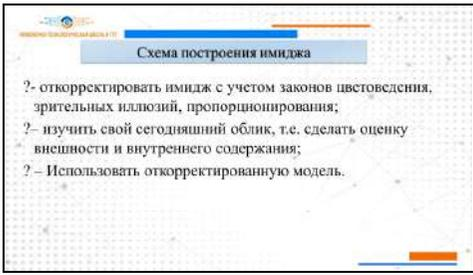 Схема построения имиджа
?- откорректировать имидж с учетом законов цветоведения,
зрительных иллюзий, пропорционирования;
?– изучить свой сегодняшний облик, т.е. сделать оценку
внешности и внутреннего содержания;
? – Использовать откорректированную модель.